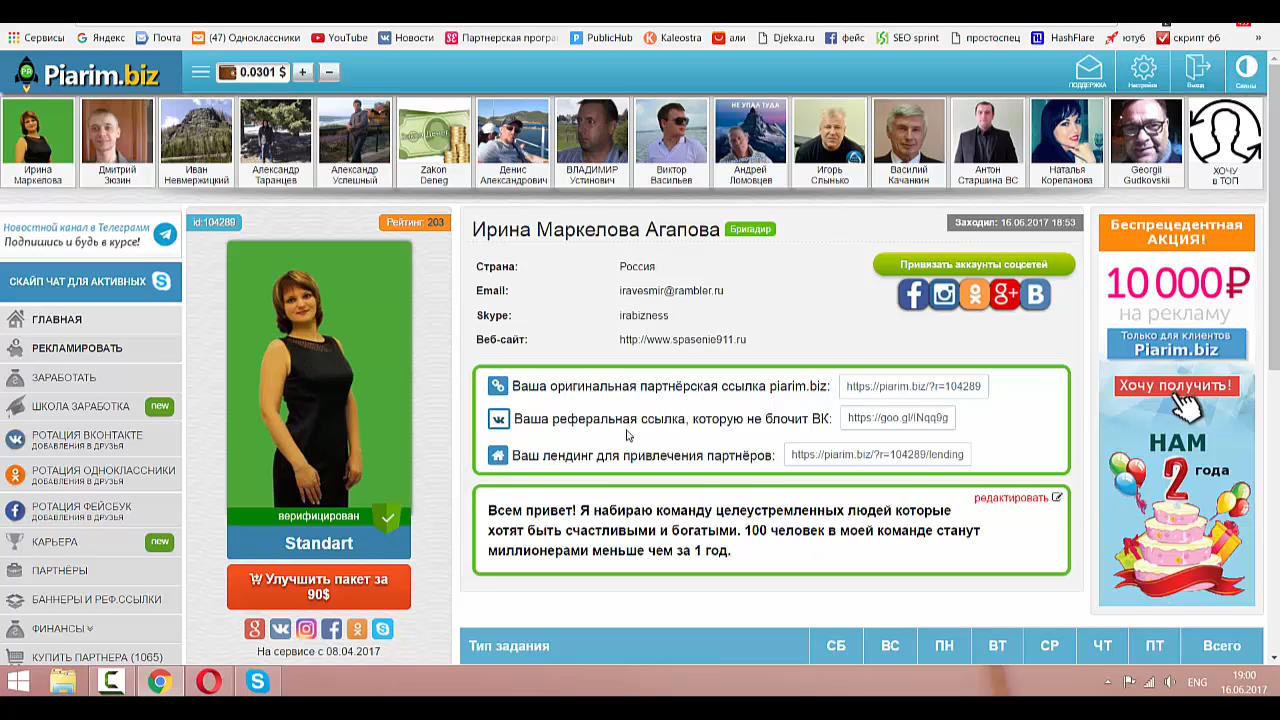 Сервисы Яндекс Почта (47) Одноклассники YouTube Новости Партнерская програм PublicHub Kaleostra али Djekxa.ru фейс SEO sprint простоспец HashFlare ютуб скрипт фб »
Piarim.biz 0.0301 $ + − ПОДДЕРЖКА Настройки Выход
Ирина Маркелова
Дмитрий Зюзин
Иван Невмержицкий
Александр Таранцев
Александр Успешный
Zakon Deneg
Денис Александрович
ВЛАДИМИР Устинович
Виктор Васильев
НЕ УПАЛ ТУДА
Андрей Ломовцев
Игорь Слынько
Василий Качанкин
Антон Старшина ВС
Наталья Корепанова
Georgii Gudkovskii
ХОЧУ в ТОП
Новостной канал в Телеграмм
Подпишись и будь в курсе!
СКАЙП ЧАТ ДЛЯ АКТИВНЫХ
ГЛАВНАЯ
РЕКЛАМИРОВАТЬ
ЗАРАБОТАТЬ
ШКОЛА ЗАРАБОТКА new
РОТАЦИЯ ВКОНТАКТЕ
ДОБАВЛЕНИЯ В ДРУЗЬЯ
РОТАЦИЯ ОДНОКЛАССНИКИ
ДОБАВЛЕНИЯ В ДРУЗЬЯ
РОТАЦИЯ ФЕЙСБУК
ДОБАВЛЕНИЯ В ДРУЗЬЯ
КАРЬЕРА new
ПАРТНЁРЫ
БАННЕРЫ И РЕФ.ССЫЛКИ
ФИНАНСЫ
КУПИТЬ ПАРТНЕРА (1065)
id:104289 Рейтинг: 203
верифицирован
Standart
Улучшить пакет за
90$
На сервисе с 08.04.2017
Ирина Маркелова Агапова Бригадир Заходил: 16.06.2017 18:53
Страна: Россия
Email: iravesmir@rambler.ru
Skype: irabizness
Веб-сайт: http://www.spasenie911.ru
Привязать аккаунты соцсетей
Ваша оригинальная партнёрская ссылка piarim.biz: https://piarim.biz/?r=104289
Ваша реферальная ссылка, которую не блочит ВК: https://goo.gl/lNqq9g
Ваш лендинг для привлечения партнёров: https://piarim.biz/?r=104289/lending
редактировать
Всем привет! Я набираю команду целеустремленных людей которые
хотят быть счастливыми и богатыми. 100 человек в моей команде станут
миллионерами меньше чем за 1 год.
Тип задания СБ ВС ПН ВТ СР ЧТ ПТ Всего
Беспрецедентная
АКЦИЯ!
10 000 ₽
на рекламу
Только для клиентов
Piarim.biz
Хочу получить!
НАМ
2 года
ENG
19:00
16.06.2017